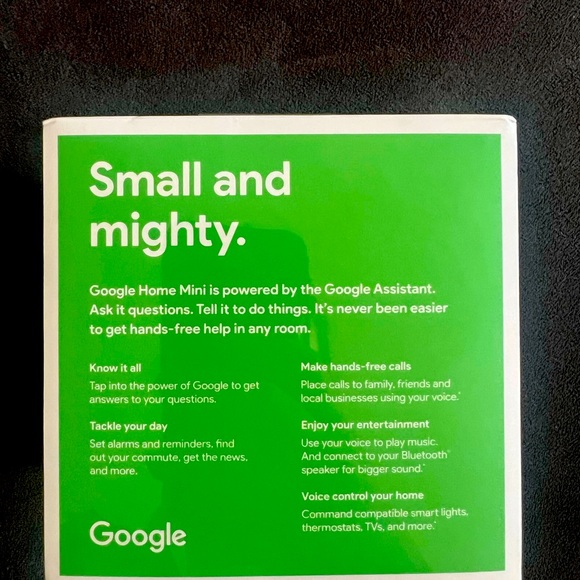 Small and
mighty.
Google Home Mini is powered by the Google Assistant.
Ask it questions. Tell it to do things. It's never been easier
to get hands-free help in any room.
Know it all
Tap into the power of Google to get
answers to your questions.
Tackle your day
Set alarms and reminders, find
out your commute, get the news,
and more.
Make hands-free calls
Place calls to family, friends and
local businesses using your voice.*
Enjoy your entertainment
Use your voice to play music.
And connect to your Bluetooth®
speaker for bigger sound.*
Voice control your home
Command compatible smart lights,
thermostats, TVs, and more.*
Google